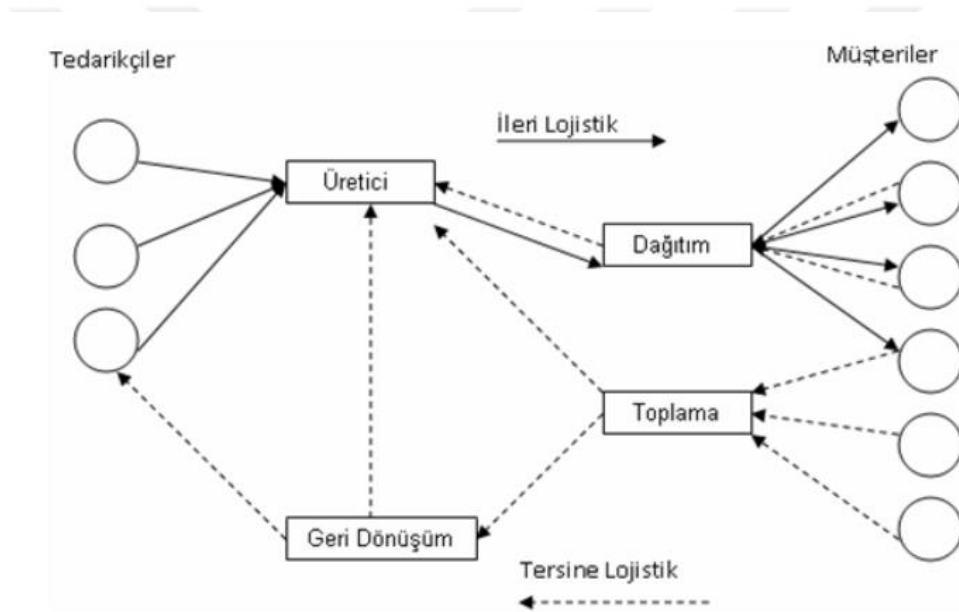 Tedarikçiler
Müşteriler
İleri Lojistik
Üretici
Dağıtım
Toplama
Geri Dönüşüm
Tersine Lojistik